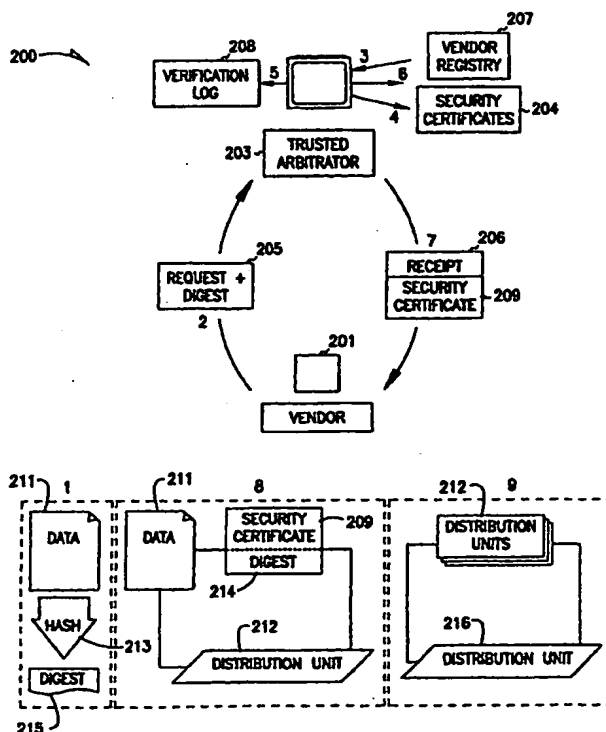 200
208
VERIFICATION LOG
5
3
6
4
207
VENDOR REGISTRY
SECURITY CERTIFICATES
204
203
TRUSTED ARBITRATOR
205
REQUEST + DIGEST
2
7
206
RECEIPT
SECURITY CERTIFICATE
209
201
VENDOR
211
1
DATA
HASH
213
DIGEST
215
211
8
DATA
SECURITY CERTIFICATE
209
DIGEST
214
212
DISTRIBUTION UNIT
212
9
DISTRIBUTION UNITS
216
DISTRIBUTION UNIT